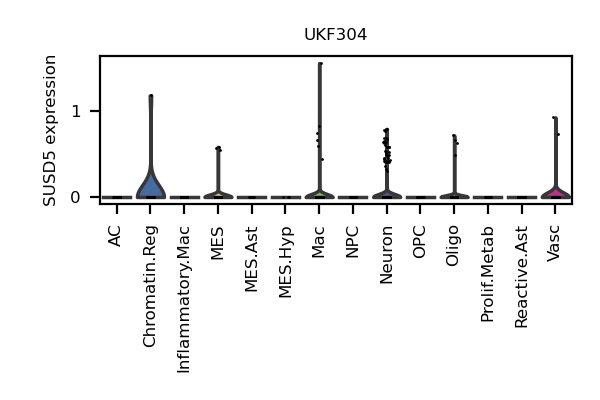 UKF304
SUSD5 expression
1
0
AC
Chromatin.Reg
Inflammatory.Mac
MES
MES.Ast
MES.Hyp
Mac
NPC
Neuron
OPC
Oligo
Prolif.Metab
Reactive.Ast
Vasc